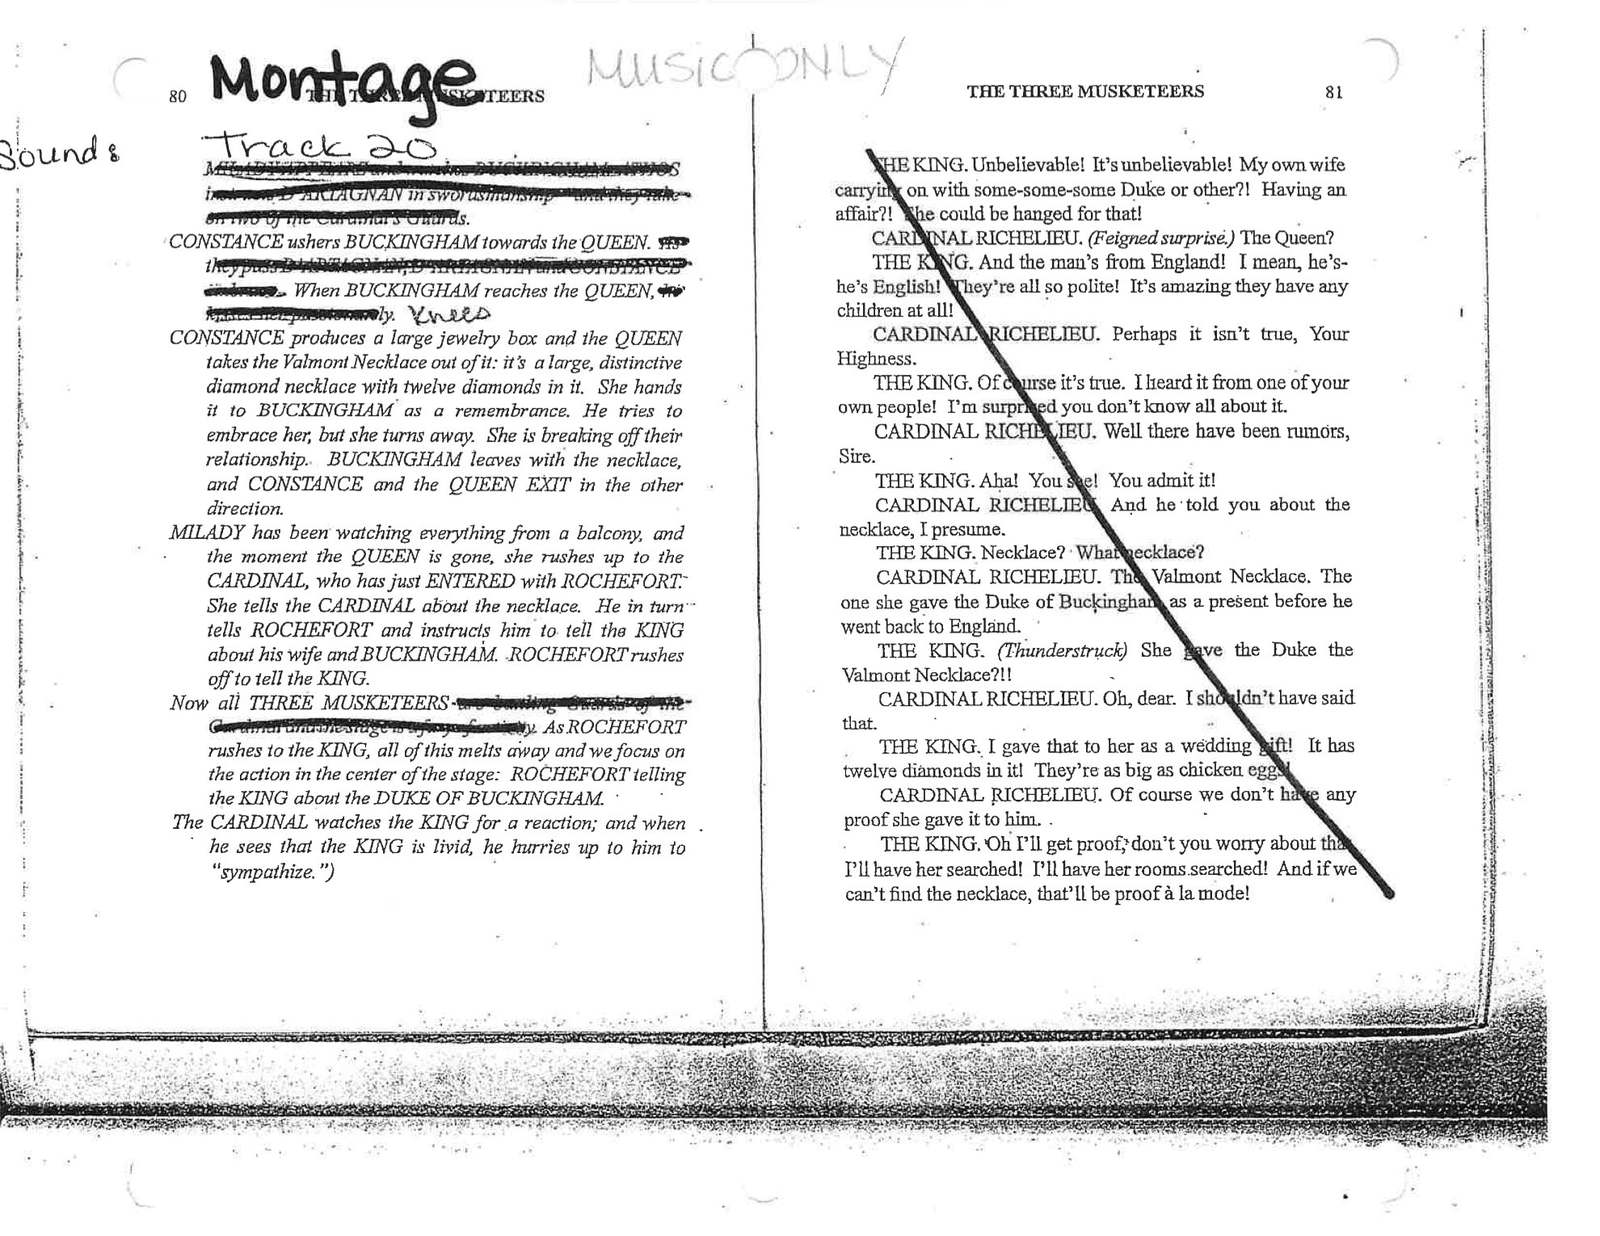 MUSIC ONLY
Montage
80
Sounds
Track 20
CONSTANCE ushers BUCKINGHAM towards the QUEEN.
When BUCKINGHAM reaches the QUEEN,
ly. Knees
CONSTANCE produces a large jewelry box and the QUEEN
takes the Valmont Necklace out of it: it's a large, distinctive
diamond necklace with twelve diamonds in it. She hands
it to BUCKINGHAM as a remembrance. He tries to
embrace her, but she turns away. She is breaking off their
relationship. BUCKINGHAM leaves with the necklace,
and CONSTANCE and the QUEEN EXIT in the other
direction.
MILADY has been watching everything from a balcony, and
the moment the QUEEN is gone, she rushes up to the
CARDINAL, who has just ENTERED with ROCHEFORT.
She tells the CARDINAL about the necklace. He in turn
tells ROCHEFORT and instructs him to tell the KING
about his wife and BUCKINGHAM. ROCHEFORT rushes
off to tell the KING.
Now all THREE MUSKETEERS
As ROCHEFORT
rushes to the KING, all of this melts away and we focus on
the action in the center of the stage: ROCHEFORT telling
the KING about the DUKE OF BUCKINGHAM.
The CARDINAL watches the KING for a reaction; and when
he sees that the KING is livid, he hurries up to him to
"sympathize.")
THE THREE MUSKETEERS 81
THE KING. Unbelievable! It's unbelievable! My own wife
carrying on with some-some-some Duke or other?! Having an
affair?! She could be hanged for that!
CARDINAL RICHELIEU. (Feigned surprise.) The Queen?
THE KING. And the man's from England! I mean, he's-
he's English! They're all so polite! It's amazing they have any
children at all!
CARDINAL RICHELIEU. Perhaps it isn't true, Your
Highness.
THE KING. Of course it's true. I heard it from one of your
own people! I'm surprised you don't know all about it.
CARDINAL RICHELIEU. Well there have been rumors,
Sire.
THE KING. Aha! You see! You admit it!
CARDINAL RICHELIEU. And he told you about the
necklace, I presume.
THE KING. Necklace? What necklace?
CARDINAL RICHELIEU. The Valmont Necklace. The
one she gave the Duke of Buckingham as a present before he
went back to England.
THE KING. (Thunderstruck) She gave the Duke the
Valmont Necklace?!!
CARDINAL RICHELIEU. Oh, dear. I shouldn't have said
that.
THE KING. I gave that to her as a wedding gift! It has
twelve diamonds in it! They're as big as chicken eggs!
CARDINAL RICHELIEU. Of course we don't have any
proof she gave it to him.
THE KING. Oh I'll get proof, don't you worry about that.
I'll have her searched! I'll have her rooms searched! And if we
can't find the necklace, that'll be proof à la mode!